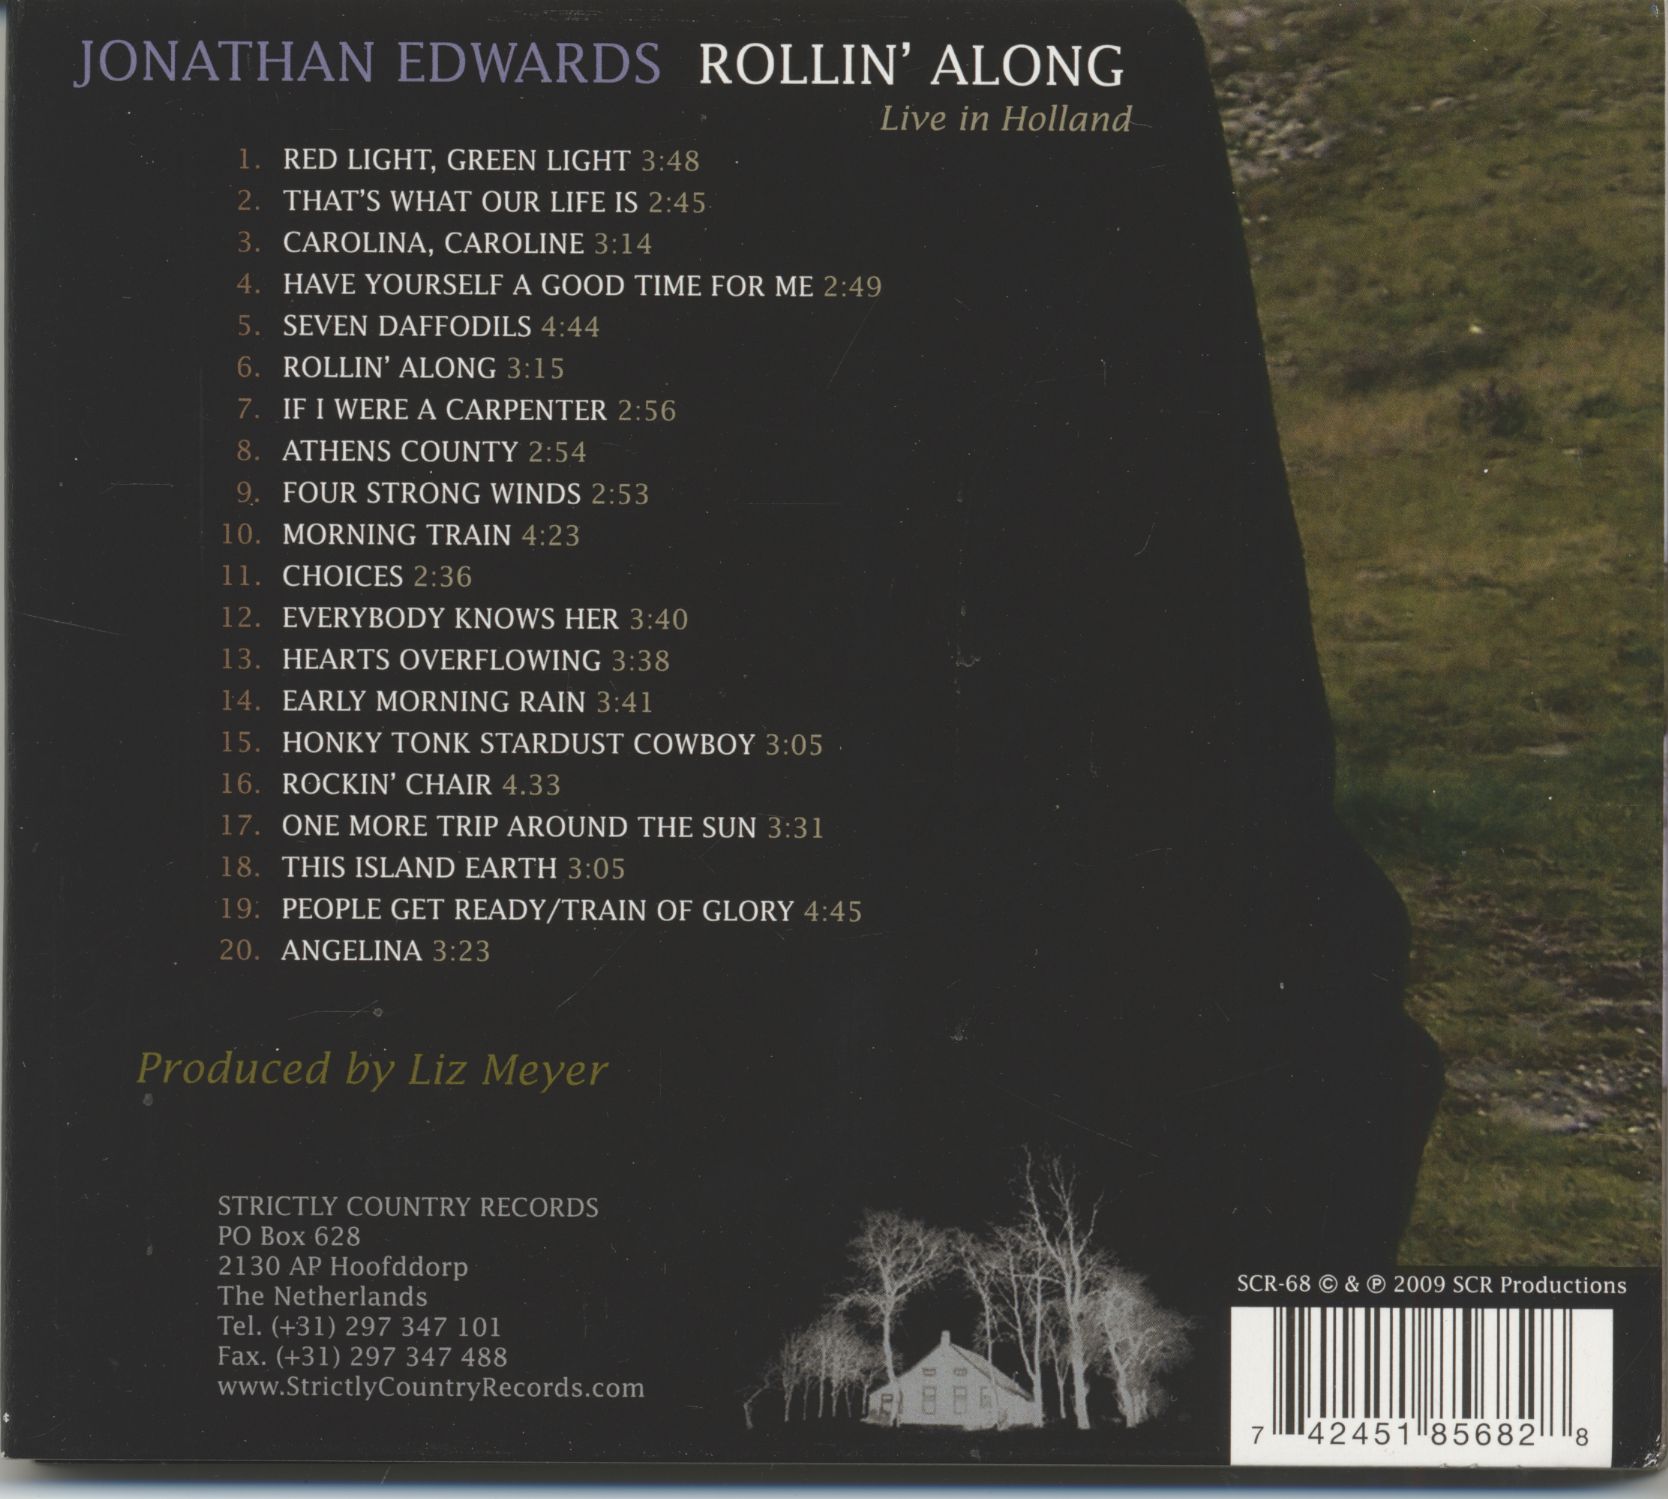 JONATHAN EDWARDS ROLLIN' ALONG
Live in Holland
1. RED LIGHT, GREEN LIGHT 3:48
2. THAT'S WHAT OUR LIFE IS 2:45
3. CAROLINA, CAROLINE 3:14
4. HAVE YOURSELF A GOOD TIME FOR ME 2:49
5. SEVEN DAFFODILS 4:44
6. ROLLIN' ALONG 3:15
7. IF I WERE A CARPENTER 2:56
8. ATHENS COUNTY 2:54
9. FOUR STRONG WINDS 2:53
10. MORNING TRAIN 4:23
11. CHOICES 2:36
12. EVERYBODY KNOWS HER 3:40
13. HEARTS OVERFLOWING 3:38
14. EARLY MORNING RAIN 3:41
15. HONKY TONK STARDUST COWBOY 3:05
16. ROCKIN' CHAIR 4.33
17. ONE MORE TRIP AROUND THE SUN 3:31
18. THIS ISLAND EARTH 3:05
19. PEOPLE GET READY/TRAIN OF GLORY 4:45
20. ANGELINA 3:23
Produced by Liz Meyer
STRICTLY COUNTRY RECORDS
PO Box 628
2130 AP Hoofddorp
The Netherlands
Tel. (+31) 297 347 101
Fax. (+31) 297 347 488
www.StrictlyCountryRecords.com
SCR-68 © & ℗ 2009 SCR Productions
7 42451 85682 8